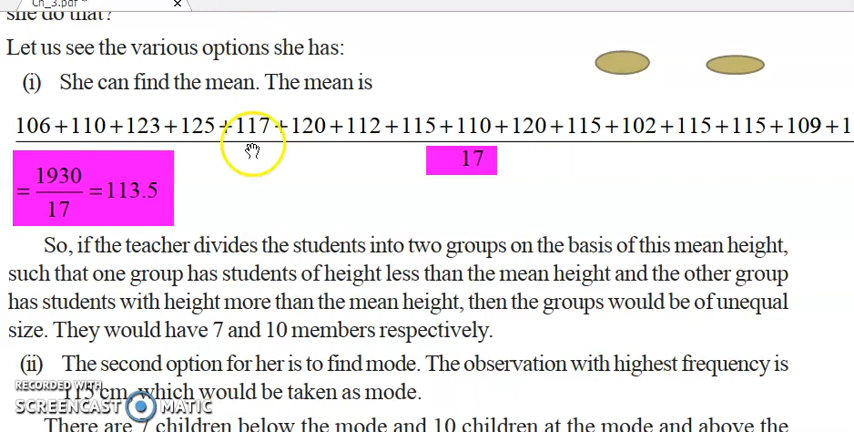 Ch_3.pdf *
she do that?
Let us see the various options she has:
(i) She can find the mean. The mean is
106+110+123+125+117+120+112+115+110+120+115+102+115+115+109+1
17
= 1930/17 =113.5
So, if the teacher divides the students into two groups on the basis of this mean height,
such that one group has students of height less than the mean height and the other group
has students with height more than the mean height, then the groups would be of unequal
size. They would have 7 and 10 members respectively.
(ii) The second option for her is to find mode. The observation with highest frequency is
115 cm, which would be taken as mode.
RECORDED WITH
SCREENCAST MATIC
There are 7 children below the mode and 10 children at the mode and above the